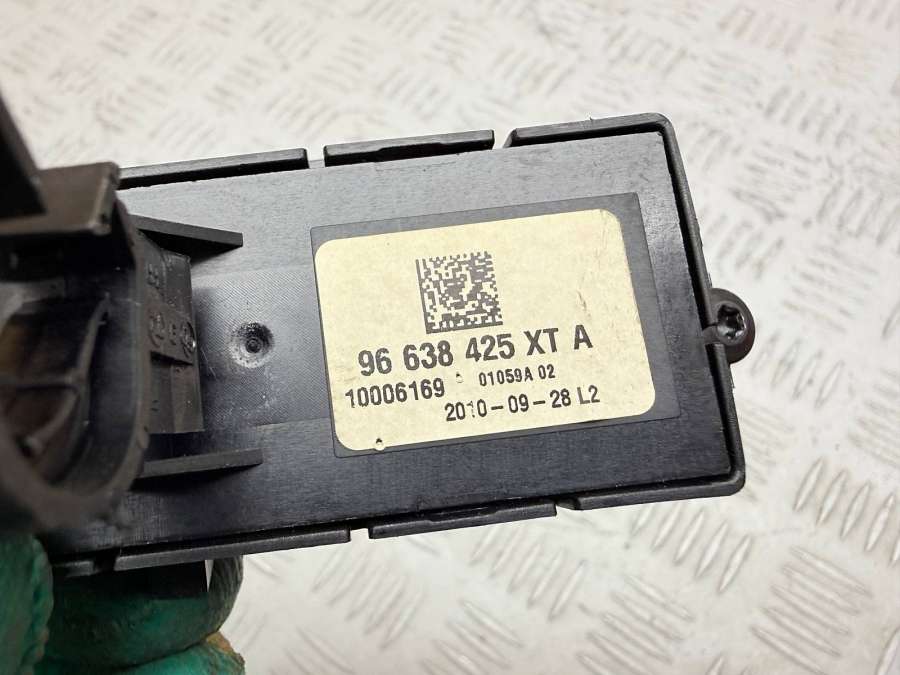 96 638 425 XT A
10006169 01059A 02
2010-09-28 L2